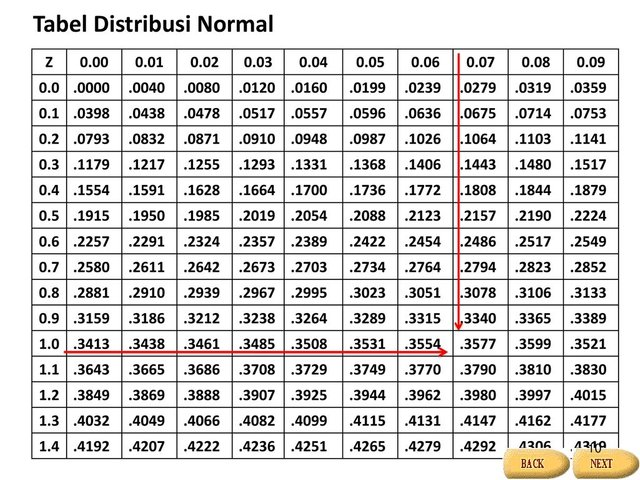 Tabel Distribusi Normal
Z 0.00 0.01 0.02 0.03 0.04 0.05 0.06 0.07 0.08 0.09
0.0 .0000 .0040 .0080 .0120 .0160 .0199 .0239 .0279 .0319 .0359
0.1 .0398 .0438 .0478 .0517 .0557 .0596 .0636 .0675 .0714 .0753
0.2 .0793 .0832 .0871 .0910 .0948 .0987 .1026 .1064 .1103 .1141
0.3 .1179 .1217 .1255 .1293 .1331 .1368 .1406 .1443 .1480 .1517
0.4 .1554 .1591 .1628 .1664 .1700 .1736 .1772 .1808 .1844 .1879
0.5 .1915 .1950 .1985 .2019 .2054 .2088 .2123 .2157 .2190 .2224
0.6 .2257 .2291 .2324 .2357 .2389 .2422 .2454 .2486 .2517 .2549
0.7 .2580 .2611 .2642 .2673 .2703 .2734 .2764 .2794 .2823 .2852
0.8 .2881 .2910 .2939 .2967 .2995 .3023 .3051 .3078 .3106 .3133
0.9 .3159 .3186 .3212 .3238 .3264 .3289 .3315 .3340 .3365 .3389
1.0 .3413 .3438 .3461 .3485 .3508 .3531 .3554 .3577 .3599 .3521
1.1 .3643 .3665 .3686 .3708 .3729 .3749 .3770 .3790 .3810 .3830
1.2 .3849 .3869 .3888 .3907 .3925 .3944 .3962 .3980 .3997 .4015
1.3 .4032 .4049 .4066 .4082 .4099 .4115 .4131 .4147 .4162 .4177
1.4 .4192 .4207 .4222 .4236 .4251 .4265 .4279 .4292 .4306
10
BACK NEXT